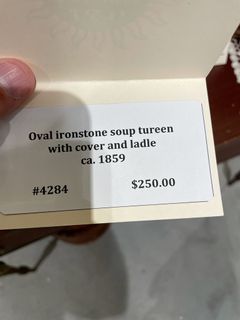 Oval ironstone soup tureen
with cover and ladle
ca. 1859
#4284 $250.00